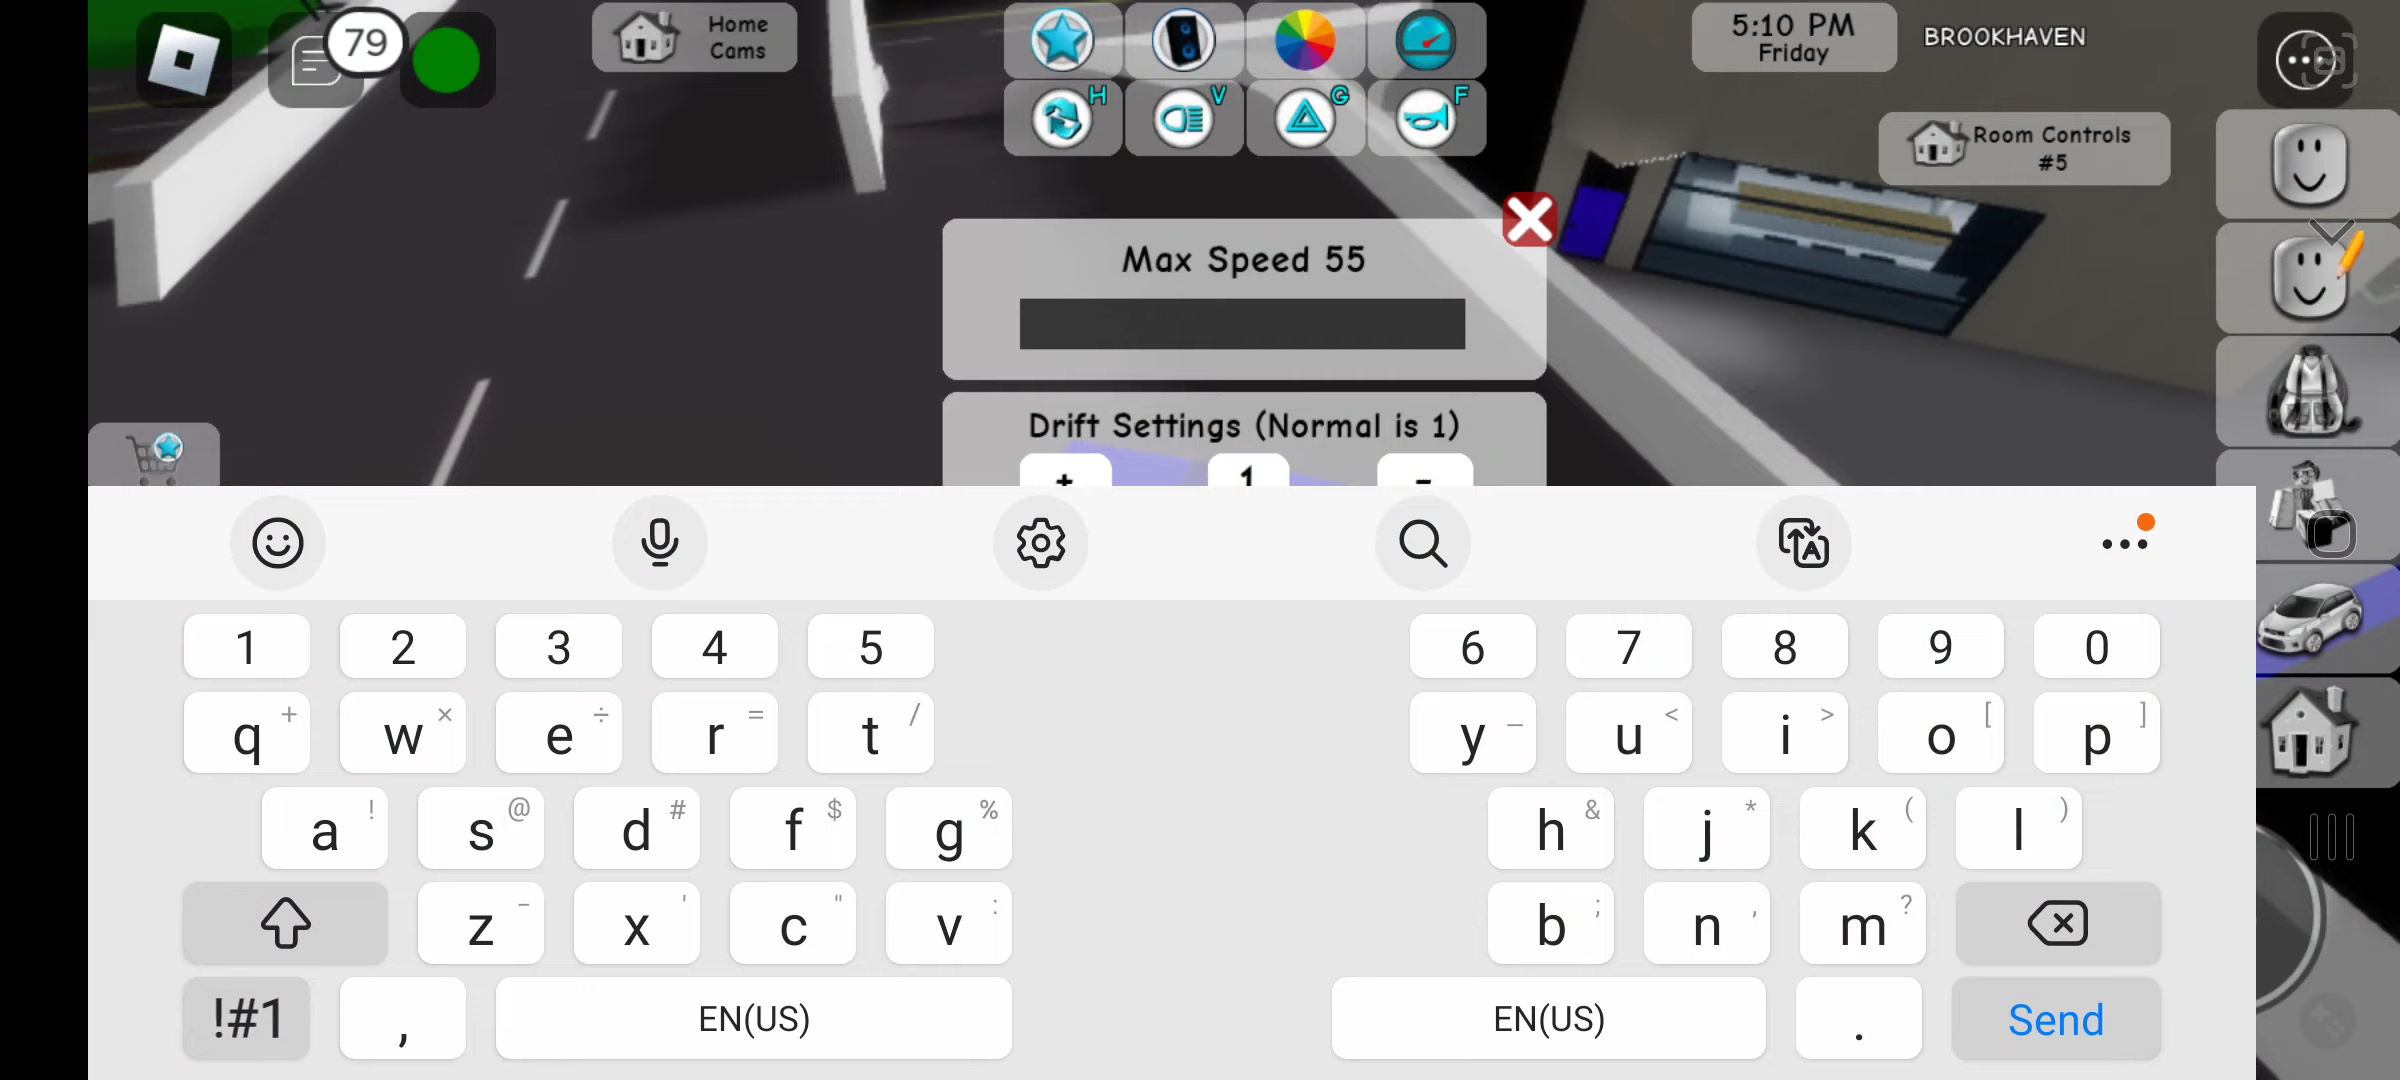 79
Home
Cams
H
V
G
F
5:10 PM
Friday
BROOKHAVEN
Room Controls
#5
Max Speed 55
Drift Settings (Normal is 1)
+ 1 -
1 2 3 4 5 6 7 8 9 0
q + w × e ÷ r = t / y _ u < i > o [ p ]
a ! s @ d # f $ g % h & j * k ( l )
z - x ' c " v : b ; n , m ?
!#1 , EN(US) EN(US) . Send